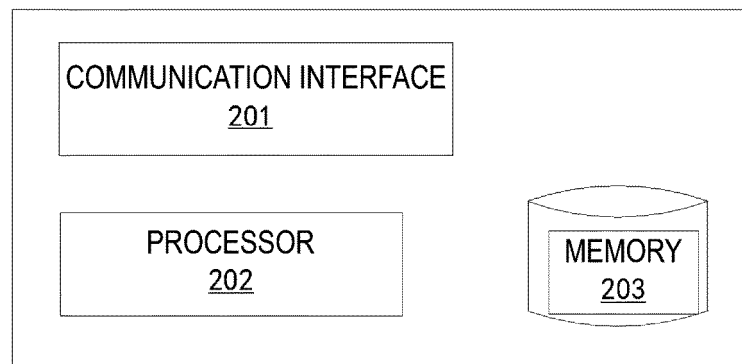 COMMUNICATION INTERFACE
201
PROCESSOR
202
MEMORY
203